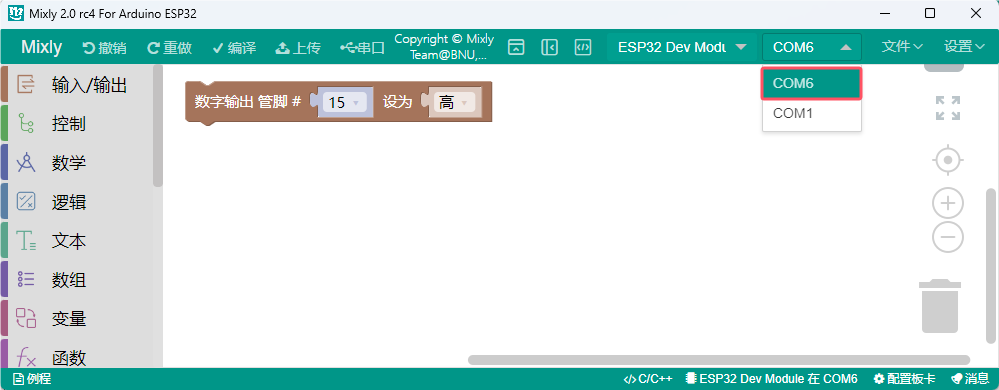 Mixly 2.0 rc4 For Arduino ESP32
Mixly 撤销 重做 编译 上传 串口 Copyright © Mixly Team@BNU,... ESP32 Dev Modu COM6 文件 设置
COM6
COM1
输入/输出
控制
数学
逻辑
文本
数组
变量
函数
数字输出 管脚 # 15 设为 高
例程 C/C++ ESP32 Dev Module 在 COM6 配置板卡 消息